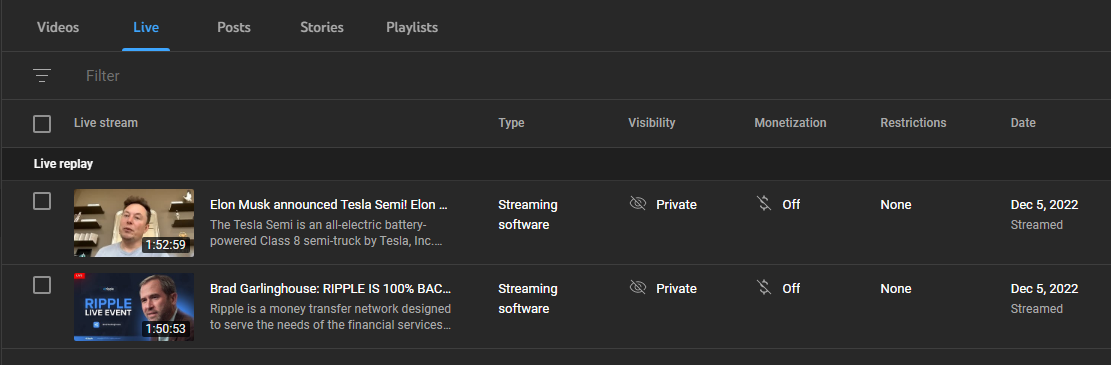 Videos
Live
Posts
Stories
Playlists
Filter
Live stream
Type
Visibility
Monetization
Restrictions
Date
Live replay
1:52:59
Elon Musk announced Tesla Semi! Elon ...
The Tesla Semi is an all-electric battery-
powered Class 8 semi-truck by Tesla, Inc....
Streaming
software
Private
Off
None
Dec 5, 2022
Streamed
LIVE
RIPPLE
LIVE EVENT
1:50:53
Brad Garlinghouse: RIPPLE IS 100% BAC...
Ripple is a money transfer network designed
to serve the needs of the financial services...
Streaming
software
Private
Off
None
Dec 5, 2022
Streamed